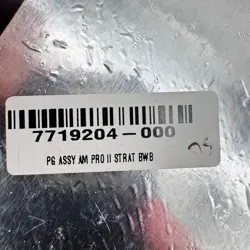 7719204-000
PG ASSY AM PRO II STRAT BWB